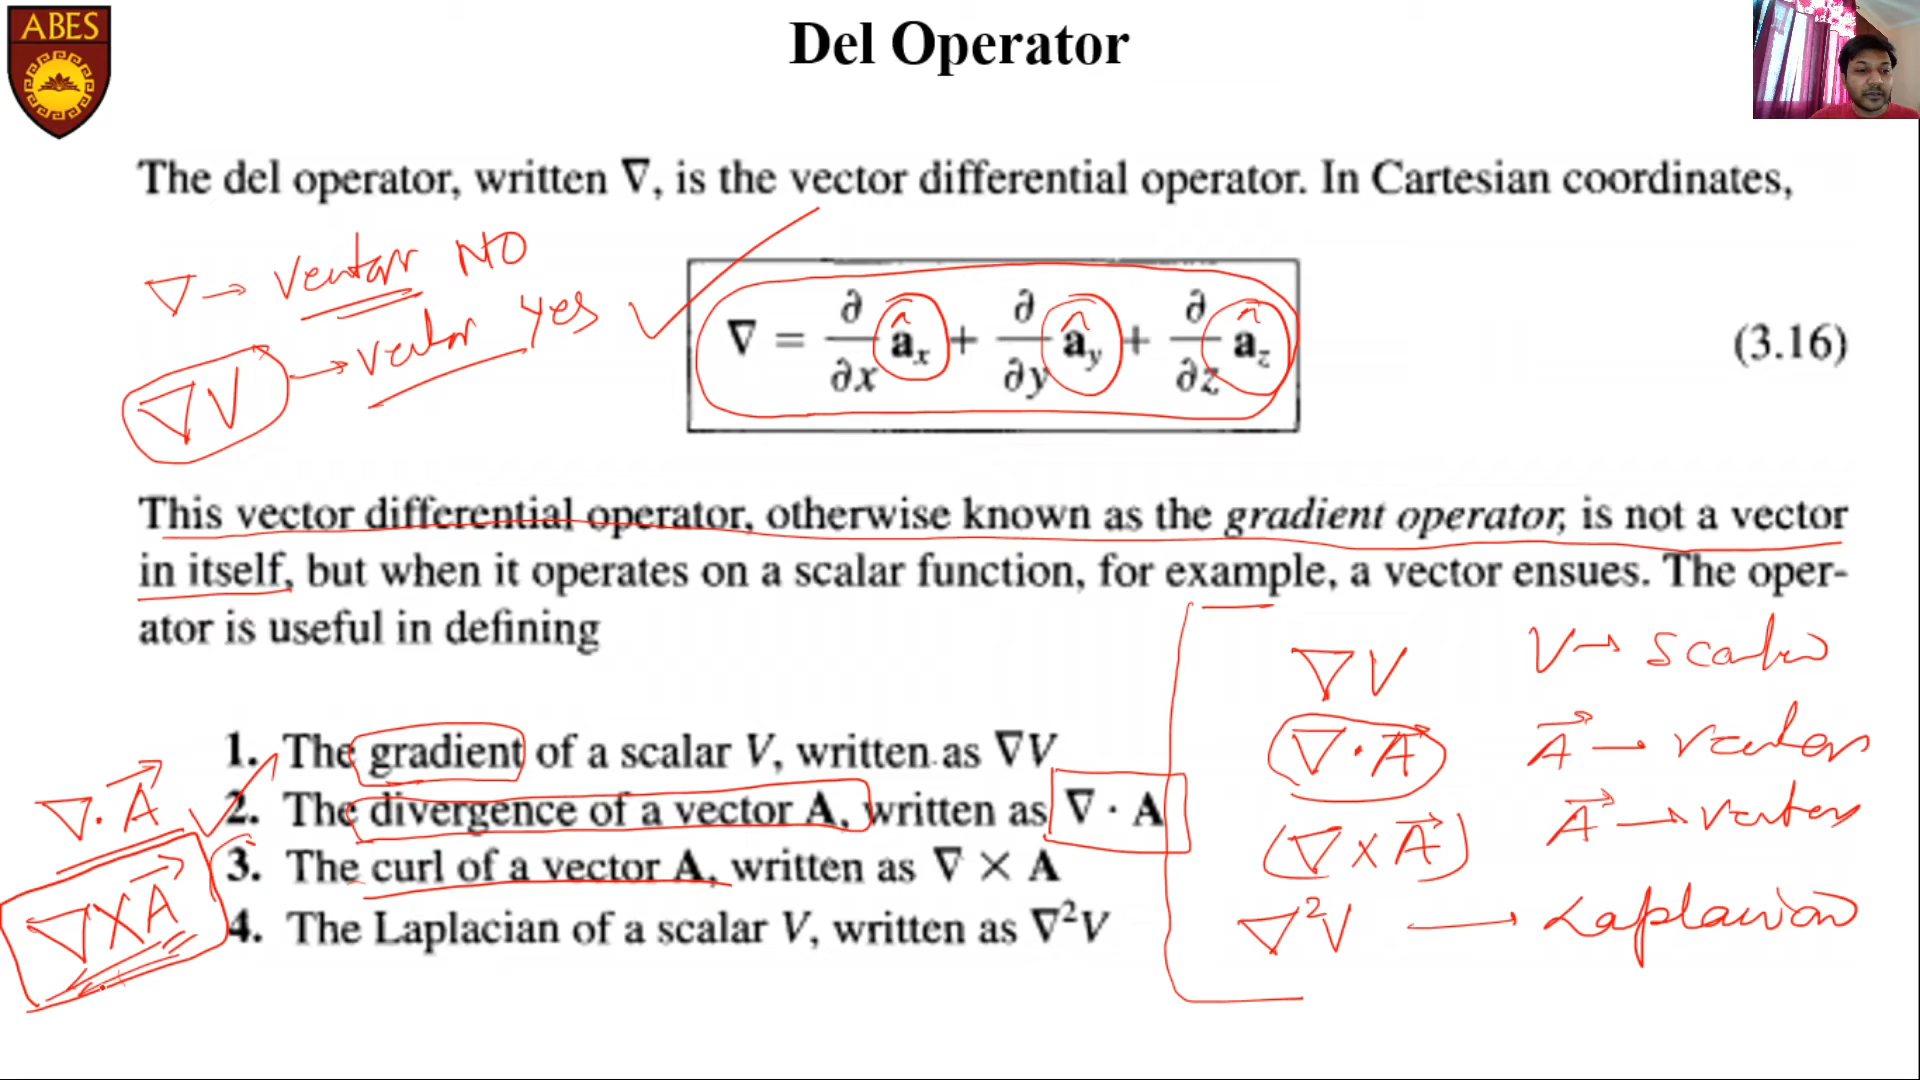 ABES
Del Operator
The del operator, written ∇, is the vector differential operator. In Cartesian coordinates,
∇ → vector NO
∇V → vector Yes
∇ = ∂/∂x â_x + ∂/∂y â_y + ∂/∂z â_z
(3.16)
This vector differential operator, otherwise known as the gradient operator, is not a vector
in itself, but when it operates on a scalar function, for example, a vector ensues. The oper-
ator is useful in defining
1. The gradient of a scalar V, written as ∇V
2. The divergence of a vector A, written as ∇ · A
3. The curl of a vector A, written as ∇ × A
4. The Laplacian of a scalar V, written as ∇²V
∇·A⃗
∇×A⃗
∇V V → scalar
∇·A⃗ A⃗ → vector
(∇×A⃗) A⃗ → vector
∇²V → Laplacian